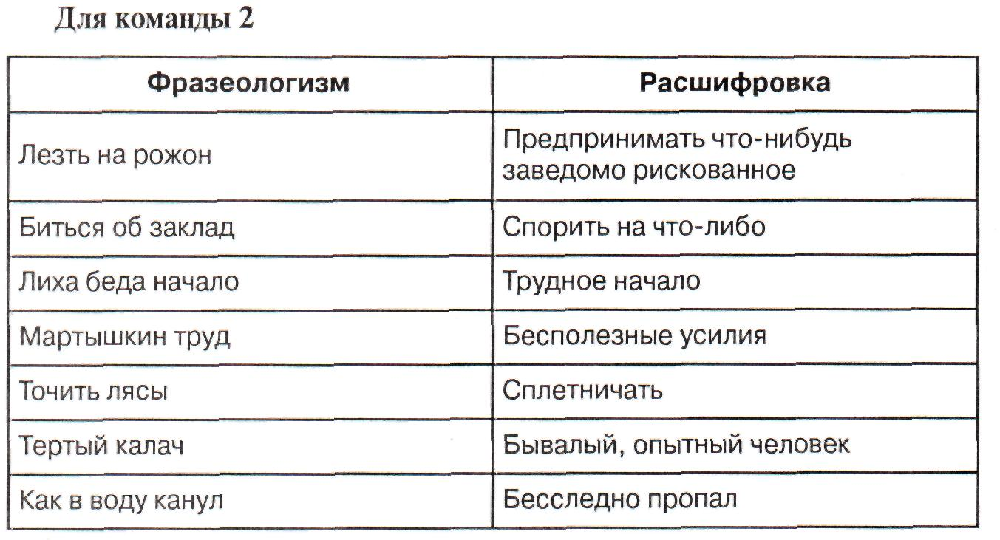 Для команды 2
Фразеологизм
Расшифровка
Лезть на рожон
Предпринимать что-нибудь
заведомо рискованное
Биться об заклад
Спорить на что-либо
Лиха беда начало
Трудное начало
Мартышкин труд
Бесполезные усилия
Точить лясы
Сплетничать
Тертый калач
Бывалый, опытный человек
Как в воду канул
Бесследно пропал